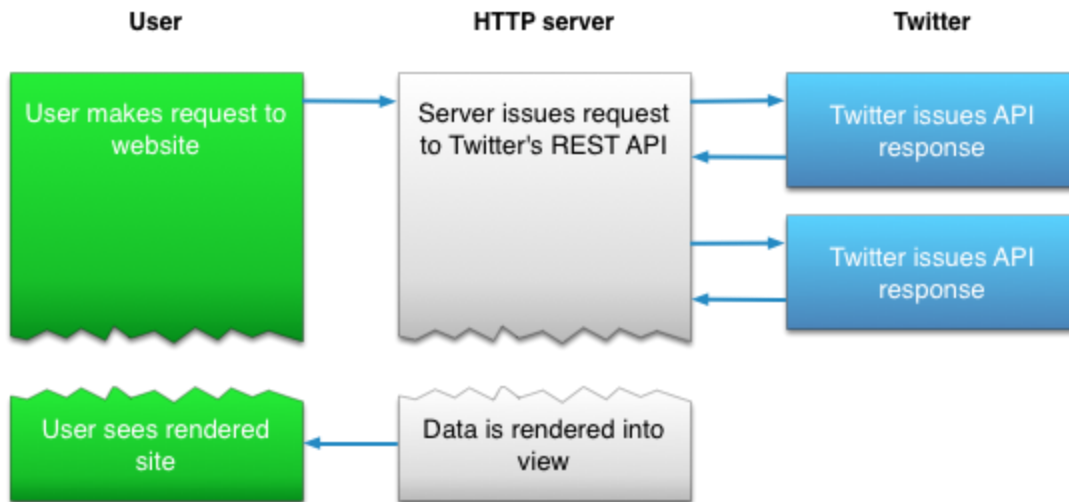 User
HTTP server
Twitter
User makes request to
website
Server issues request
to Twitter's REST API
Twitter issues API
response
Twitter issues API
response
User sees rendered
site
Data is rendered into
view